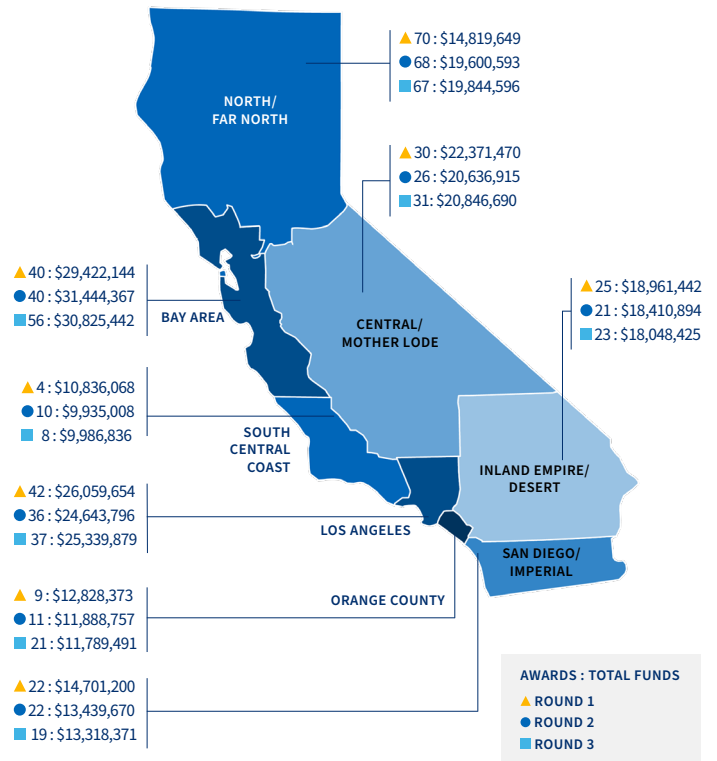 ▲ 70 : $14,819,649
● 68 : $19,600,593
■ 67 : $19,844,596
NORTH/
FAR NORTH
▲ 30 : $22,371,470
● 26 : $20,636,915
■ 31: $20,846,690
▲ 40 : $29,422,144
● 40 : $31,444,367
■ 56 : $30,825,442
BAY AREA
▲ 25 : $18,961,442
● 21 : $18,410,894
■ 23 : $18,048,425
CENTRAL/
MOTHER LODE
▲ 4 : $10,836,068
● 10 : $9,935,008
■ 8 : $9,986,836
SOUTH
CENTRAL
COAST
INLAND EMPIRE/
DESERT
▲ 42 : $26,059,654
● 36 : $24,643,796
■ 37 : $25,339,879
LOS ANGELES
SAN DIEGO/
IMPERIAL
▲ 9 : $12,828,373
● 11 : $11,888,757
■ 21 : $11,789,491
ORANGE COUNTY
▲ 22 : $14,701,200
● 22 : $13,439,670
■ 19 : $13,318,371
AWARDS : TOTAL FUNDS
▲ ROUND 1
● ROUND 2
■ ROUND 3